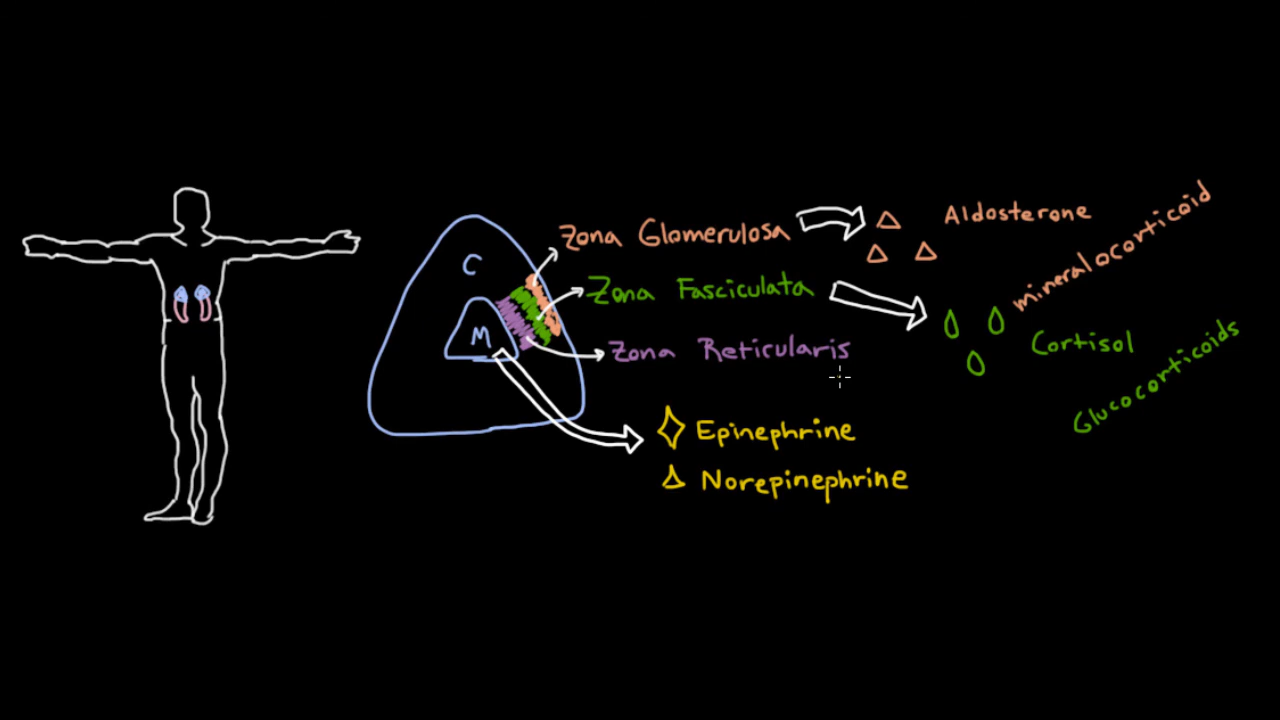 C
M
Zona Glomerulosa
Aldosterone
mineralocorticoid
Zona Fasciculata
Cortisol
Glucocorticoids
Zona Reticularis
Epinephrine
Norepinephrine